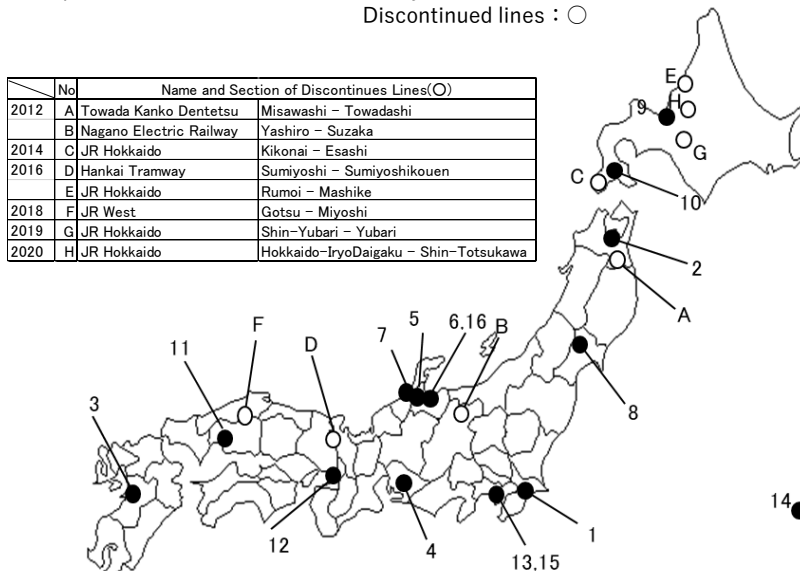 Discontinued lines：○
No Name and Section of Discontinues Lines(○)
2012 A Towada Kanko Dentetsu Misawashi - Towadashi
B Nagano Electric Railway Yashiro - Suzaka
2014 C JR Hokkaido Kikonai - Esashi
2016 D Hankai Tramway Sumiyoshi - Sumiyoshikouen
E JR Hokkaido Rumoi - Mashike
2018 F JR West Gotsu - Miyoshi
2019 G JR Hokkaido Shin-Yubari - Yubari
2020 H JR Hokkaido Hokkaido-IryoDaigaku - Shin-Totsukawa
E
9 H
G
C
10
2
A
5 6,16 B
7
F
D
11
8
3
14
12
4
1
13,15